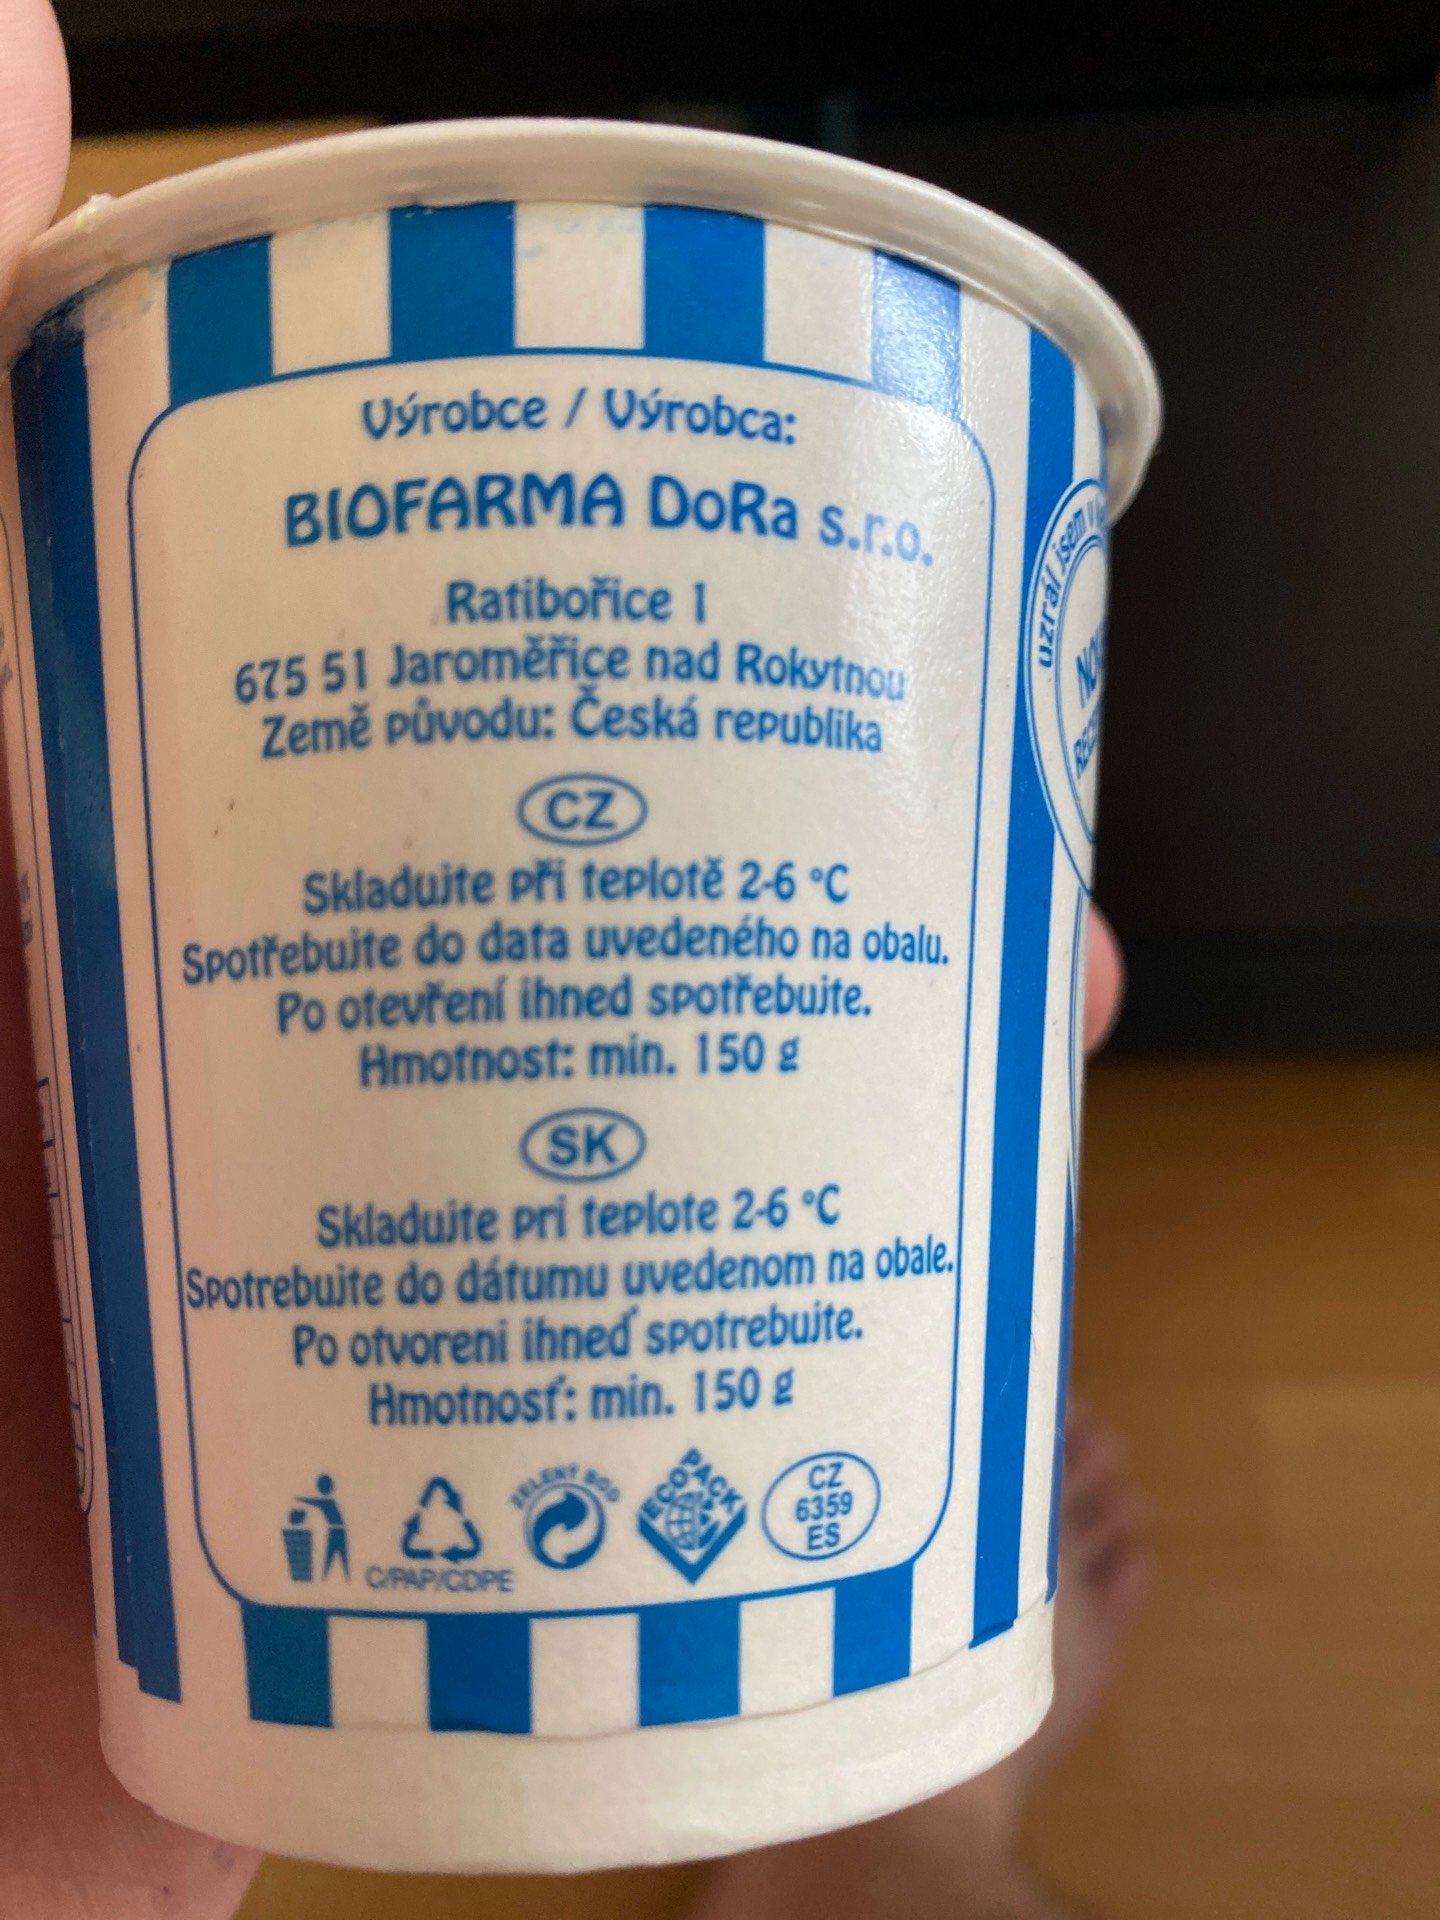 Výrobce / Výrobca:
BIOFARMA DoRa s.r.o.
Ratibořice 1
675 51 Jaroměřice nad Rokytnou
Země původu: Česká republika
CZ
Skladujte při teplotě 2-6 °C
Spotřebujte do data uvedeného na obalu.
Po otevření ihned spotřebujte.
Hmotnost: min. 150 g
SK
Skladujte pri teplote 2-6 °C
Spotrebujte do dátumu uvedenom na obale.
Po otvoreni ihneď spotrebujte.
Hmotnosť: min. 150 g
C/PAP/CDPE
ZELENÝ BOD
ECO PACK
CZ
6359
ES
uzrál jsem v